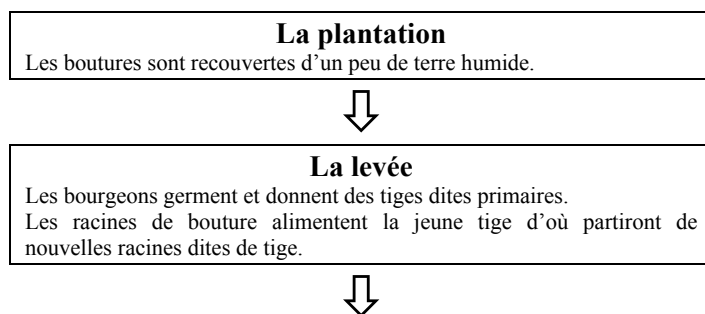 La plantation
Les boutures sont recouvertes d’un peu de terre humide.
La levée
Les bourgeons germent et donnent des tiges dites primaires.
Les racines de bouture alimentent la jeune tige d’où partiront de
nouvelles racines dites de tige.